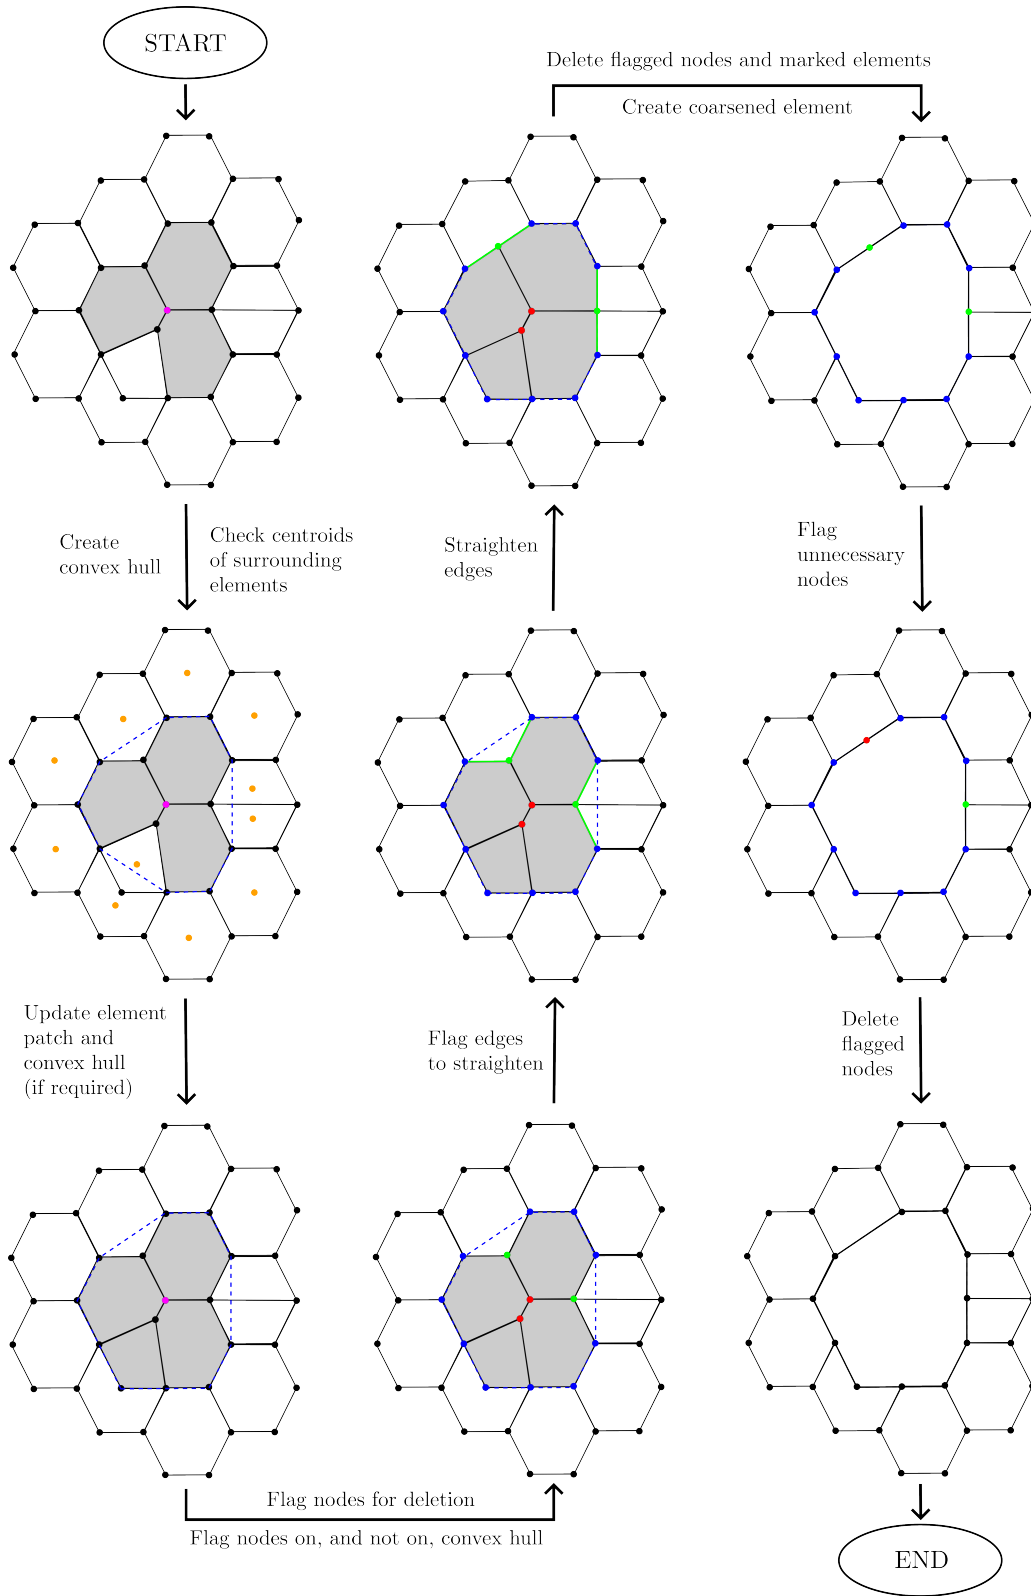 START
Create
convex hull
Check centroids
of surrounding
elements
Update element
patch and
convex hull
(if required)
Flag nodes for deletion
Flag nodes on, and not on, convex hull
Flag edges
to straighten
Straighten
edges
Delete flagged nodes and marked elements
Create coarsened element
Flag
unnecessary
nodes
Delete
flagged
nodes
END